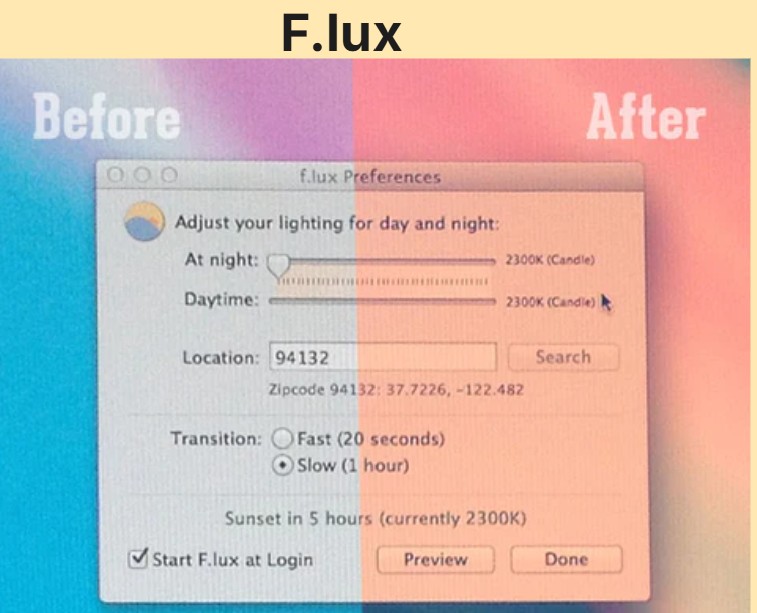 F.lux
Before After
f.lux Preferences
Adjust your lighting for day and night:
At night: 2300K (Candle)
Daytime: 2300K (Candle)
Location: 94132 Search
Zipcode 94132: 37.7226, -122.482
Transition: Fast (20 seconds)
Slow (1 hour)
Sunset in 5 hours (currently 2300K)
Start F.lux at Login Preview Done